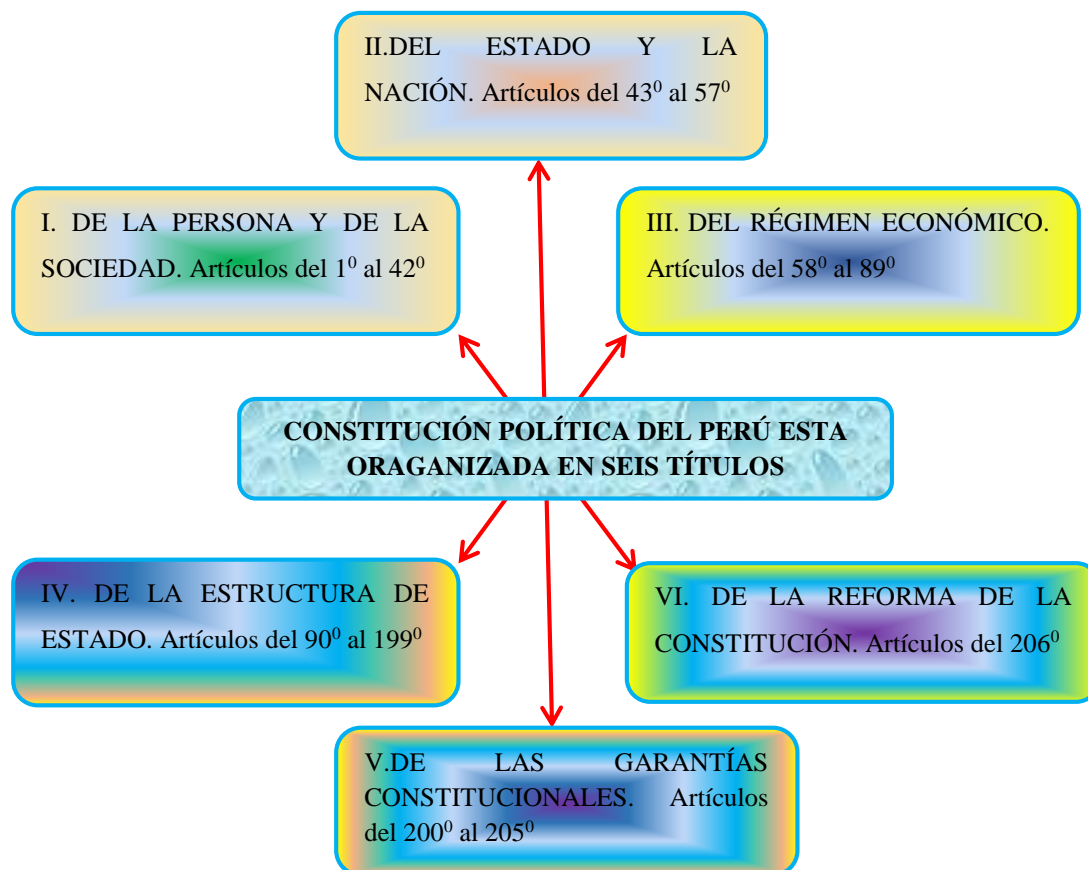 II.DEL ESTADO Y LA
NACIÓN. Artículos del 43⁰ al 57⁰
I. DE LA PERSONA Y DE LA
SOCIEDAD. Artículos del 1⁰ al 42⁰
III. DEL RÉGIMEN ECONÓMICO.
Artículos del 58⁰ al 89⁰
CONSTITUCIÓN POLÍTICA DEL PERÚ ESTA
ORAGANIZADA EN SEIS TÍTULOS
IV. DE LA ESTRUCTURA DE
ESTADO. Artículos del 90⁰ al 199⁰
VI. DE LA REFORMA DE LA
CONSTITUCIÓN. Artículos del 206⁰
V.DE LAS GARANTÍAS
CONSTITUCIONALES. Artículos
del 200⁰ al 205⁰